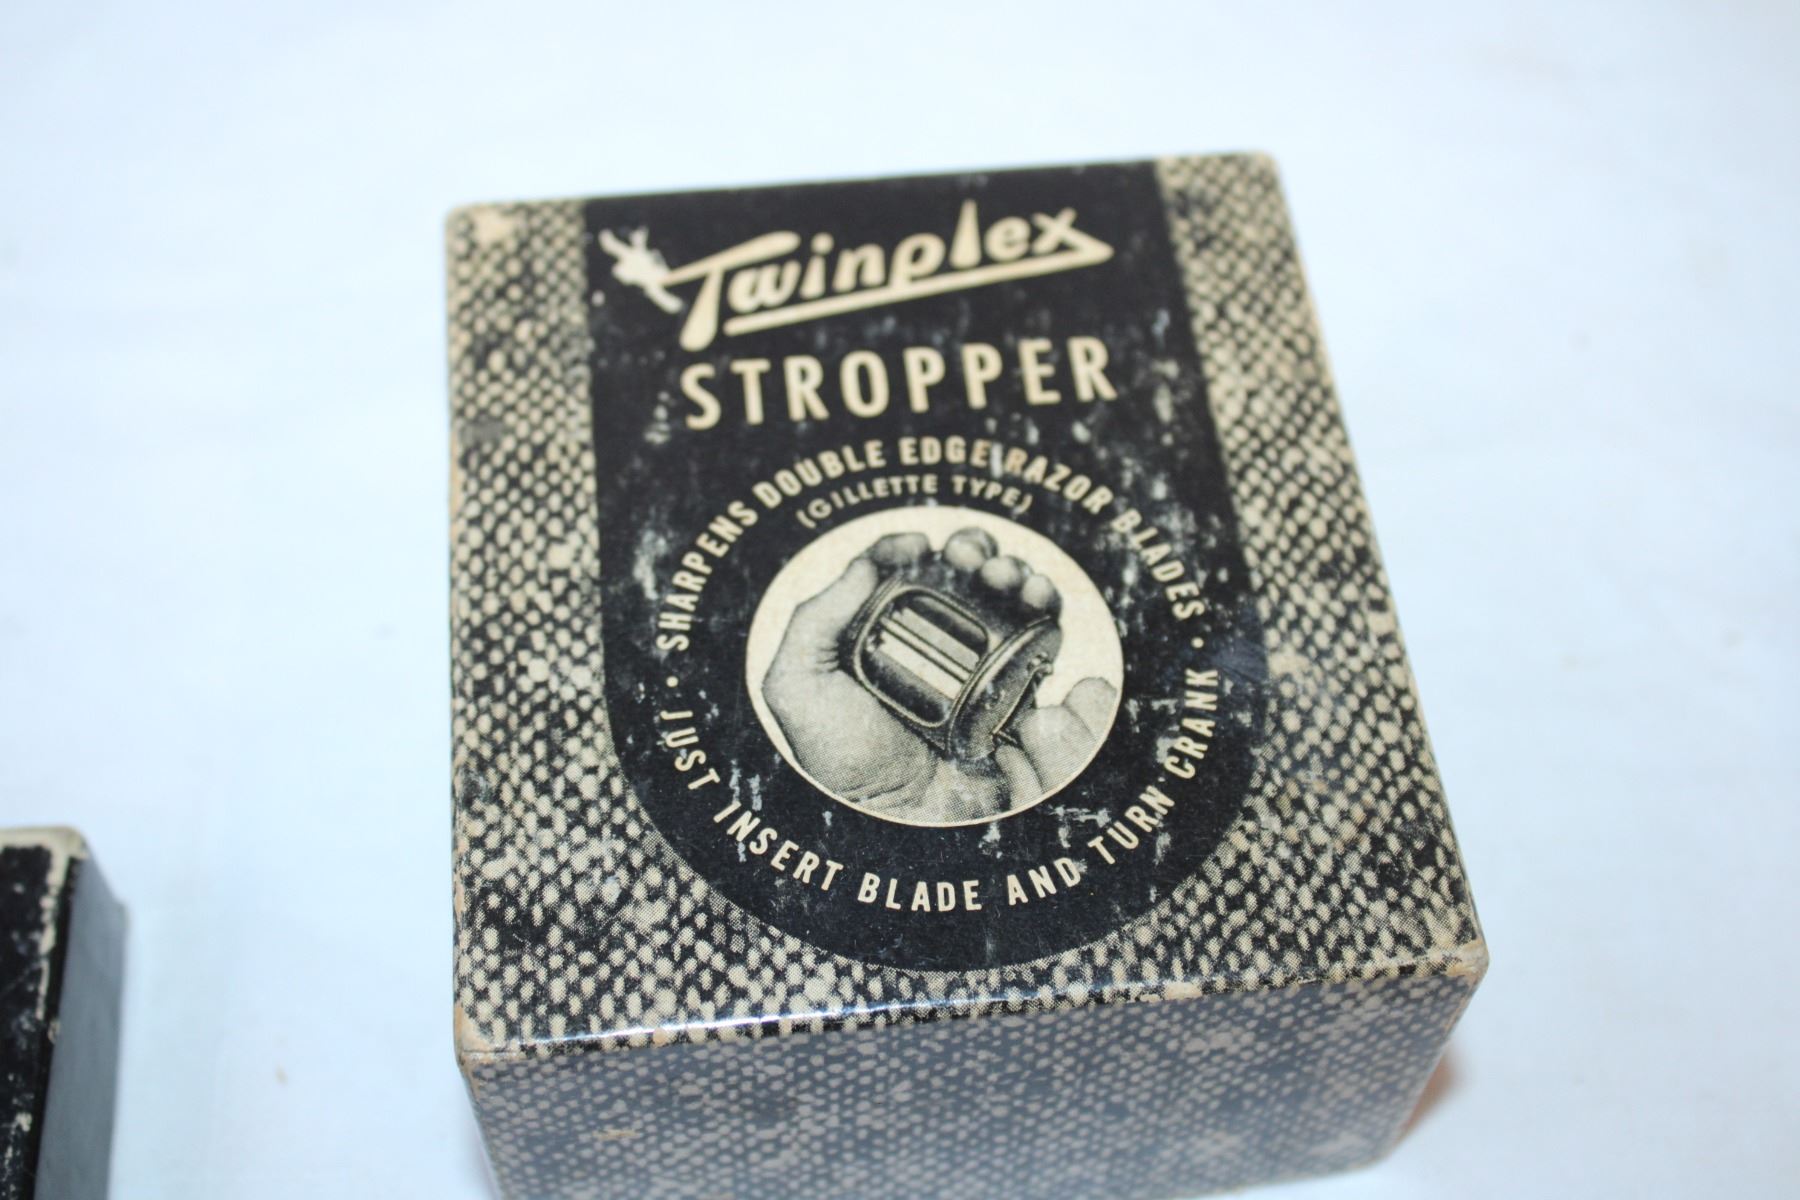 Twinplex
STROPPER
• SHARPENS DOUBLE EDGE RAZOR BLADES •
(GILLETTE TYPE)
JUST INSERT BLADE AND TURN CRANK